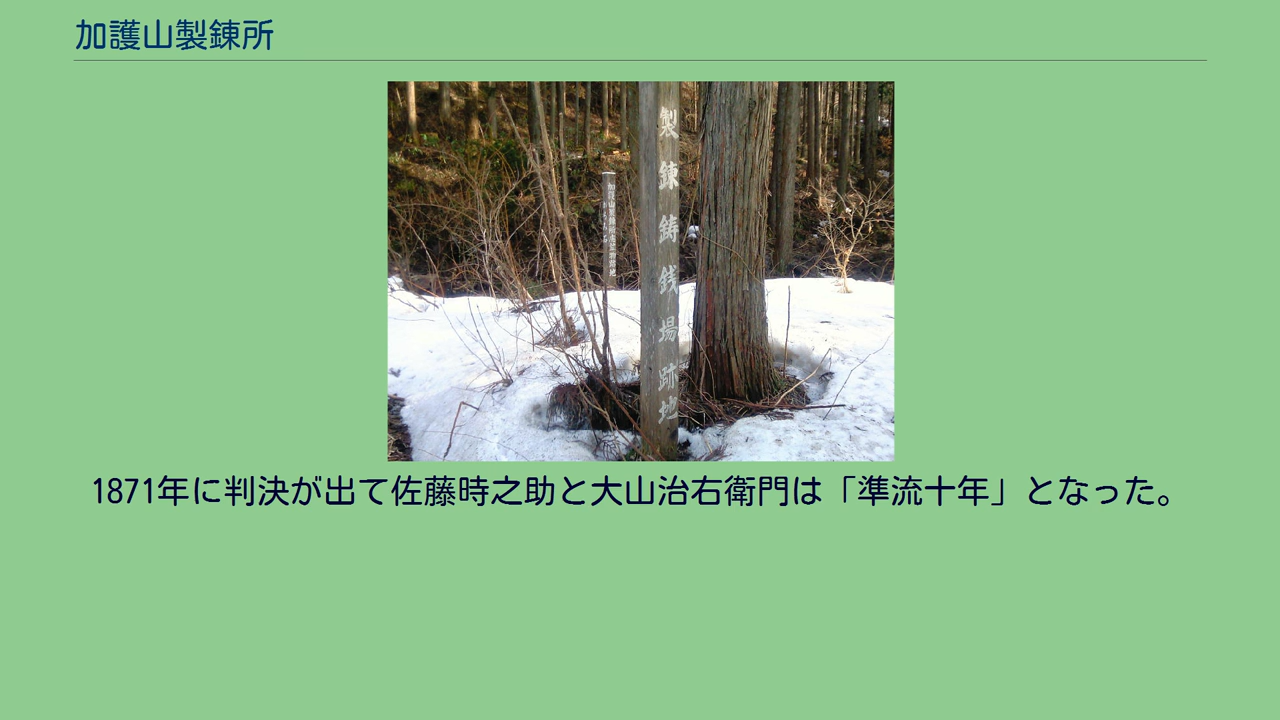 加護山製錬所
製錬鋳銭場跡地
1871年に判決が出て佐藤時之助と大山治右衛門は「準流十年」となった。